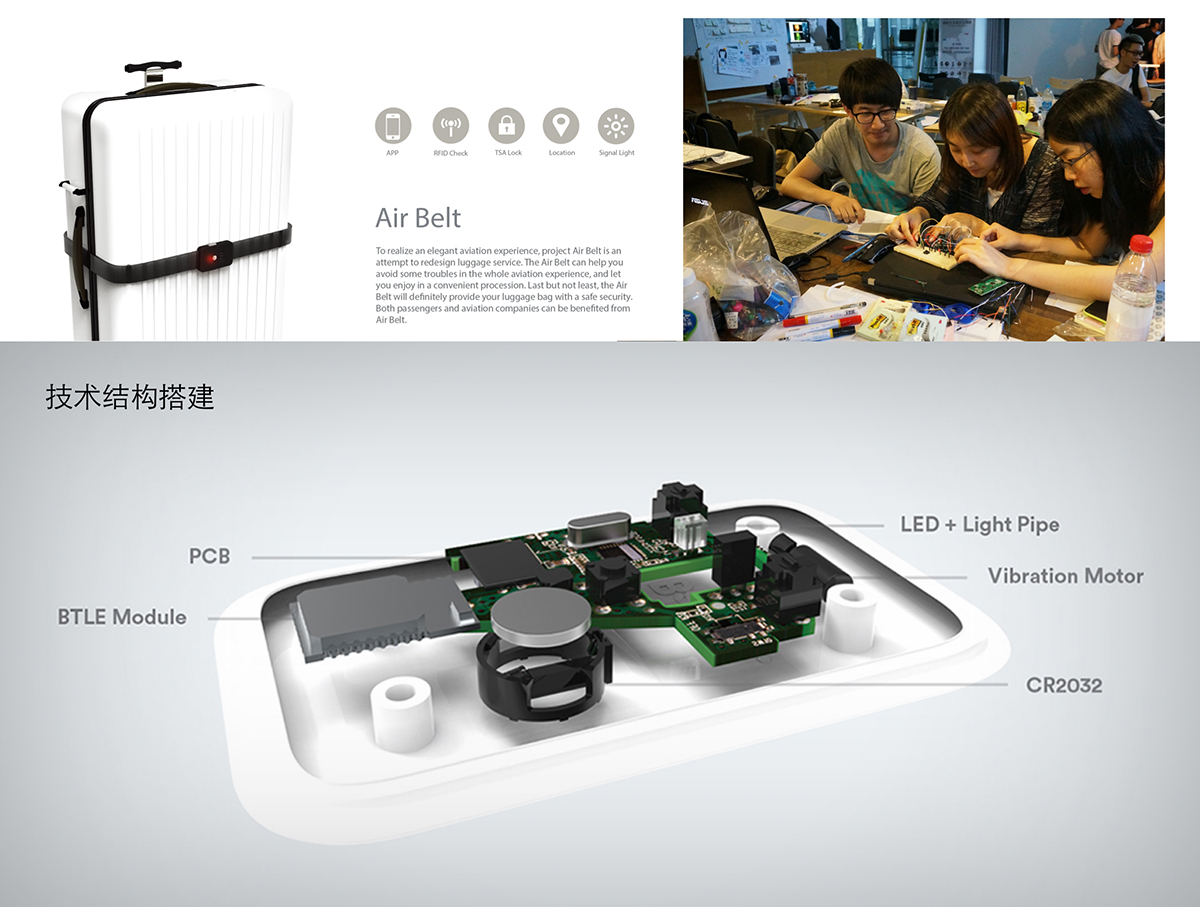 APP
RFID Check
TSA Lock
Location
Signal Light
Air Belt
To realize an elegant aviation experience, project Air Belt is an
attempt to redesign luggage service. The Air Belt can help you
avoid some troubles in the whole aviation experience, and let
you enjoy in a convenient procession. Last but not least, the Air
Belt will definitely provide your luggage bag with a safe security.
Both passengers and aviation companies can be benefited from
Air Belt.
技术结构搭建
LED + Light Pipe
PCB
Vibration Motor
BTLE Module
CR2032